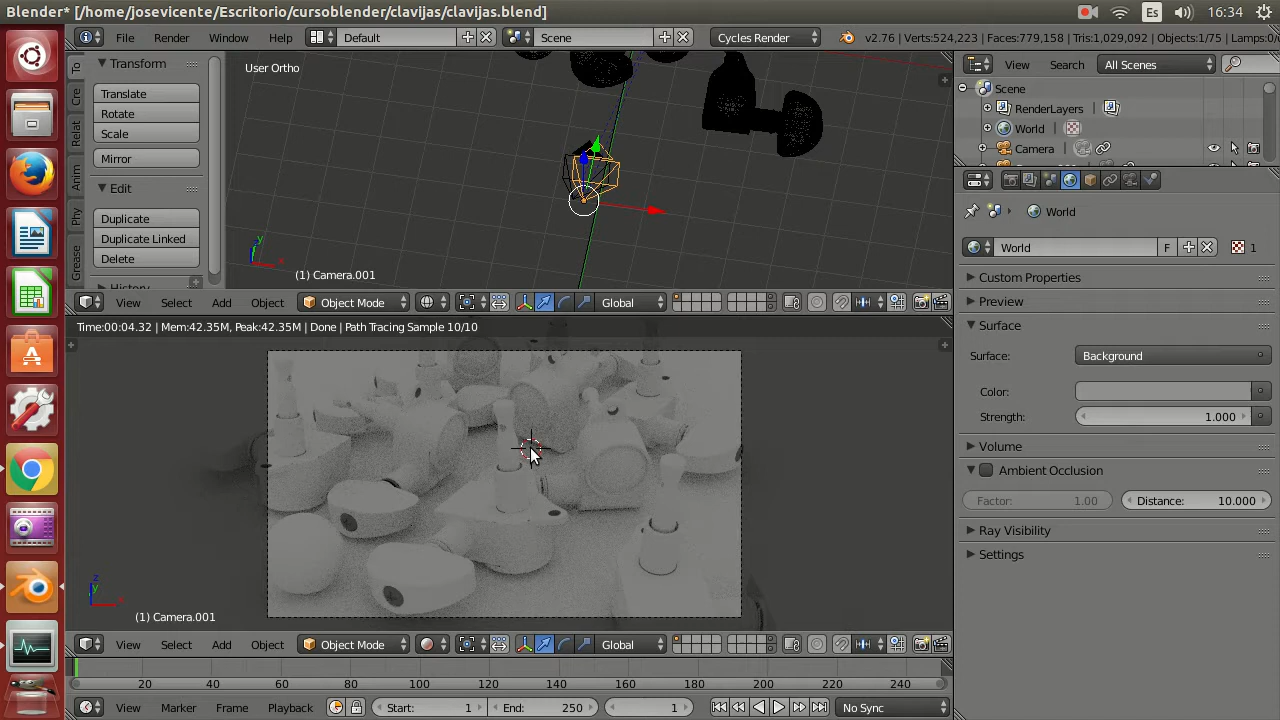 Blender* [/home/josevicente/Escritorio/cursoblender/clavijas/clavijas.blend]
Es
16:34
File Render Window Help Default Scene Cycles Render v2.76 | Verts:524,223 | Faces:779,158 | Tris:1,029,092 | Objects:1/75 | Lamps:0/
View Search All Scenes
Scene
RenderLayers
World
Camera
To
Cre
Relat
Anim
Phy
Grease
Transform
Translate
Rotate
Scale
Mirror
Edit
Duplicate
Duplicate Linked
Delete
History
User Ortho
(1) Camera.001
View Select Add Object Object Mode Global
Time:00:04.32 | Mem:42.35M, Peak:42.35M | Done | Path Tracing Sample 10/10
(1) Camera.001
View Select Add Object Object Mode Global
20 40 60 80 100 120 140 160 180 200 220 240
View Marker Frame Playback Start: 1 End: 250 1 No Sync
World
World F 1
Custom Properties
Preview
Surface
Surface: Background
Color:
Strength: 1.000
Volume
Ambient Occlusion
Factor: 1.00 Distance: 10.000
Ray Visibility
Settings